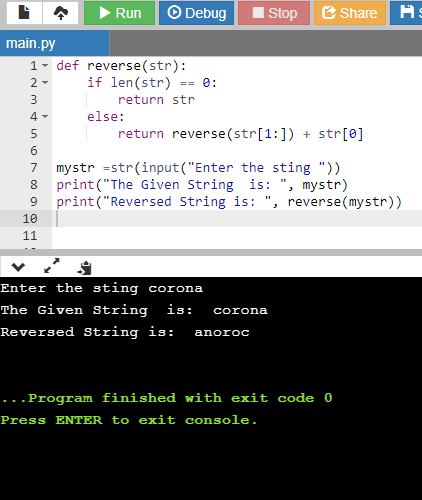 Run Debug Stop Share S
main.py
1 def reverse(str):
2 if len(str) == 0:
3 return str
4 else:
5 return reverse(str[1:]) + str[0]
6
7 mystr =str(input("Enter the sting "))
8 print("The Given String  is: ", mystr)
9 print("Reversed String is: ", reverse(mystr))
10
11
Enter the sting corona
The Given String  is:  corona
Reversed String is:  anoroc
...Program finished with exit code 0
Press ENTER to exit console.